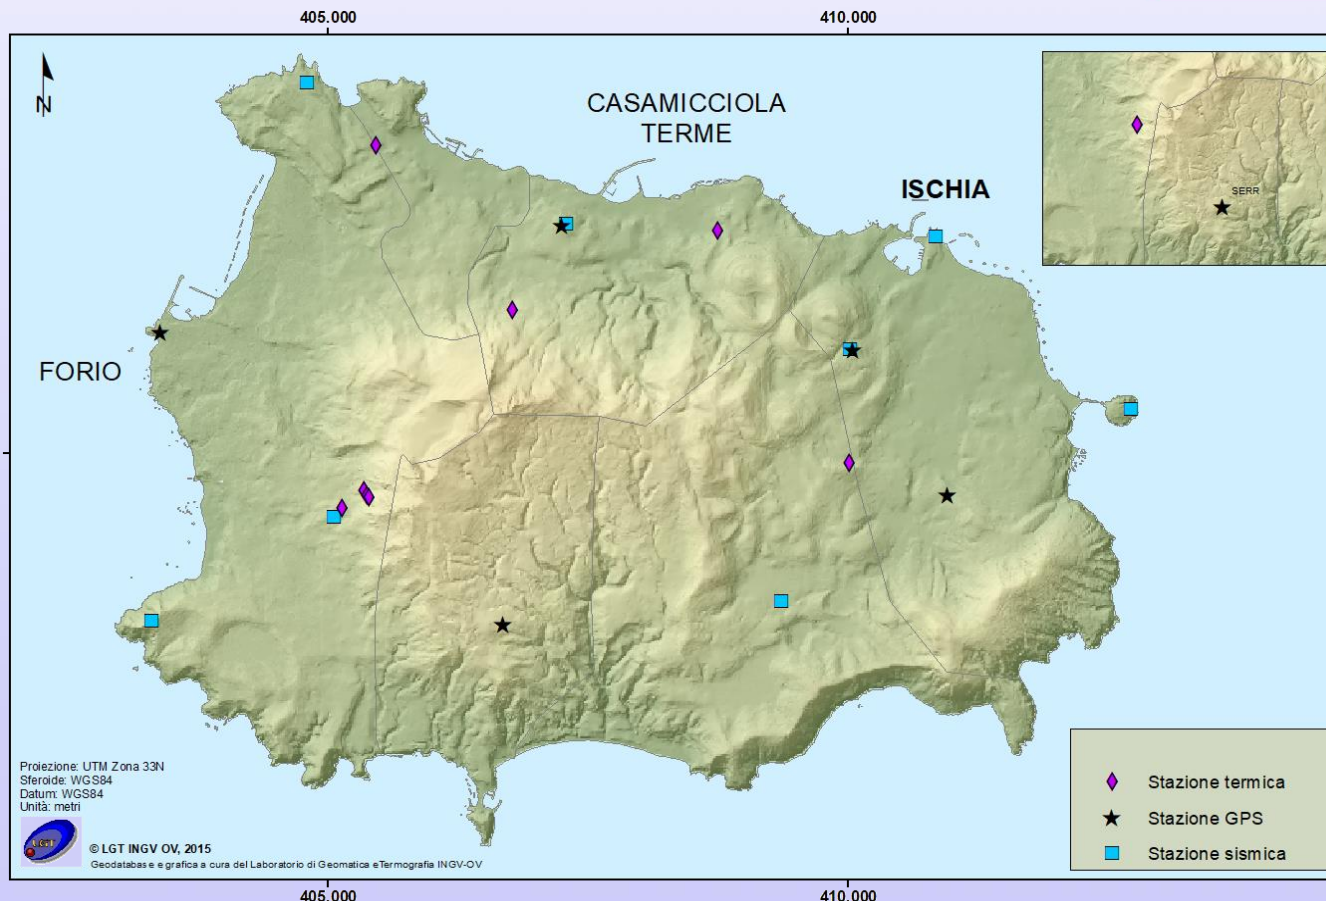 405.000
410.000
N
CASAMICCIOLA
TERME
ISCHIA
SERR
FORIO
Proiezione: UTM Zona 33N
Sferoide: WGS84
Datum: WGS84
Unità: metri
LGT
© LGT INGV OV, 2015
Geodatabase e grafica a cura del Laboratorio di Geomatica e Termografia INGV-OV
Stazione termica
Stazione GPS
Stazione sismica
405.000
410.000